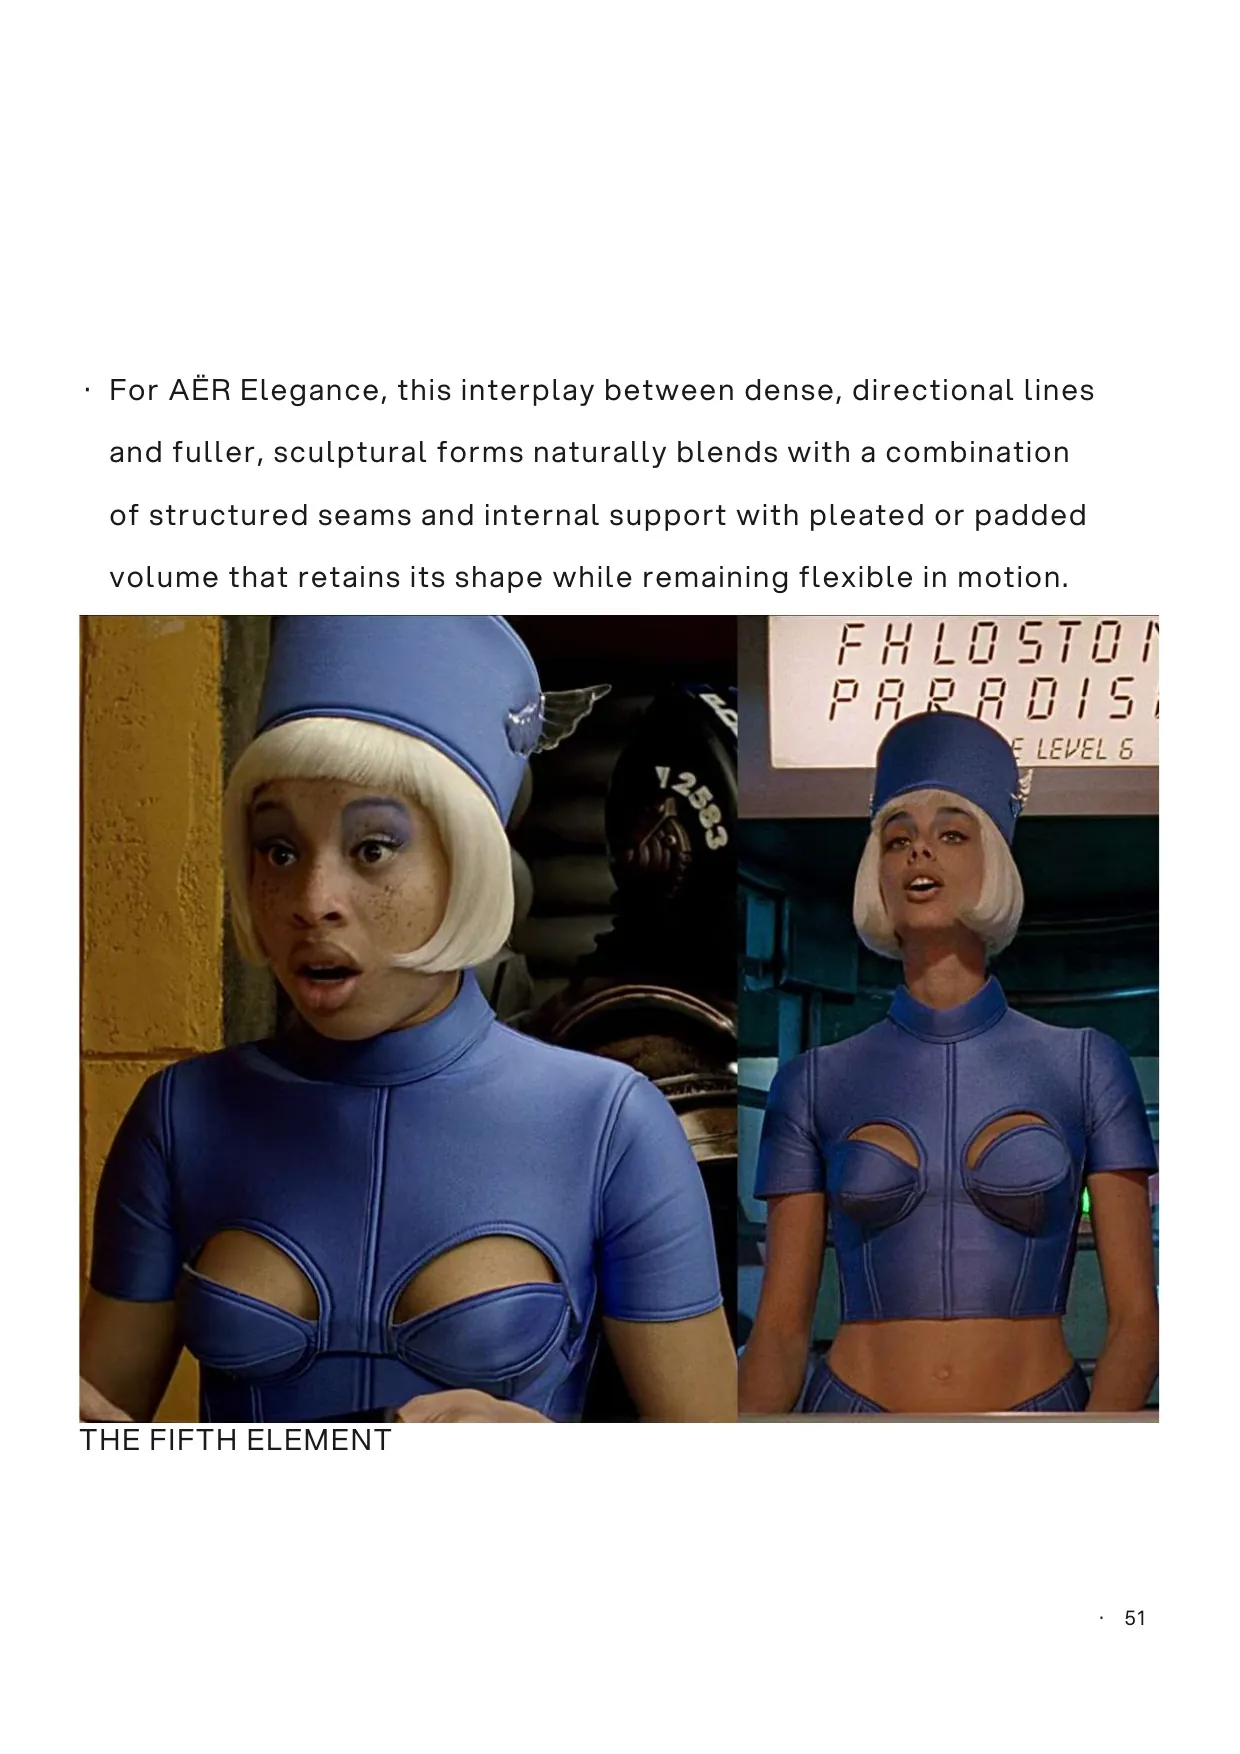 · For AËR Elegance, this interplay between dense, directional lines
and fuller, sculptural forms naturally blends with a combination
of structured seams and internal support with pleated or padded
volume that retains its shape while remaining flexible in motion.
FHLOSTON
PARADIS
E LEVEL 6
V 2583
THE FIFTH ELEMENT
· 51